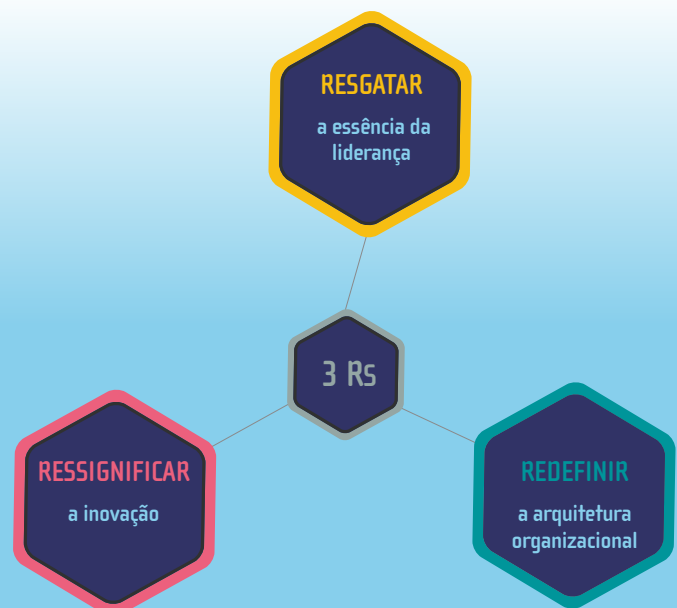 RESGATAR
a essência da
liderança
3 Rs
RESSIGNIFICAR
a inovação
REDEFINIR
a arquitetura
organizacional